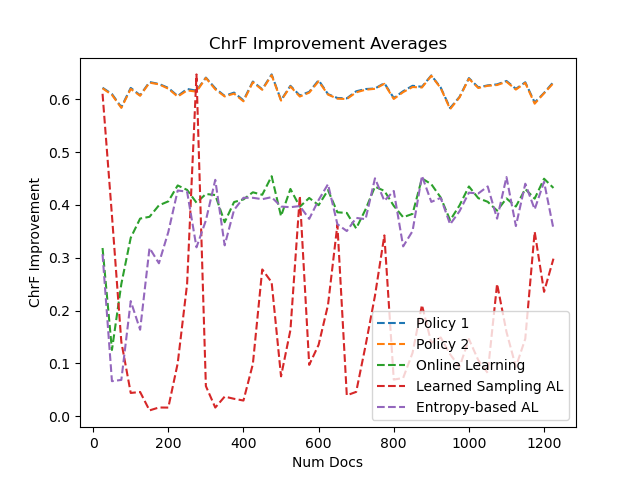 ChrF Improvement Averages
ChrF Improvement
0.6
0.5
0.4
0.3
0.2
0.1
0.0
Policy 1
Policy 2
Online Learning
Learned Sampling AL
Entropy-based AL
0 200 400 600 800 1000 1200
Num Docs